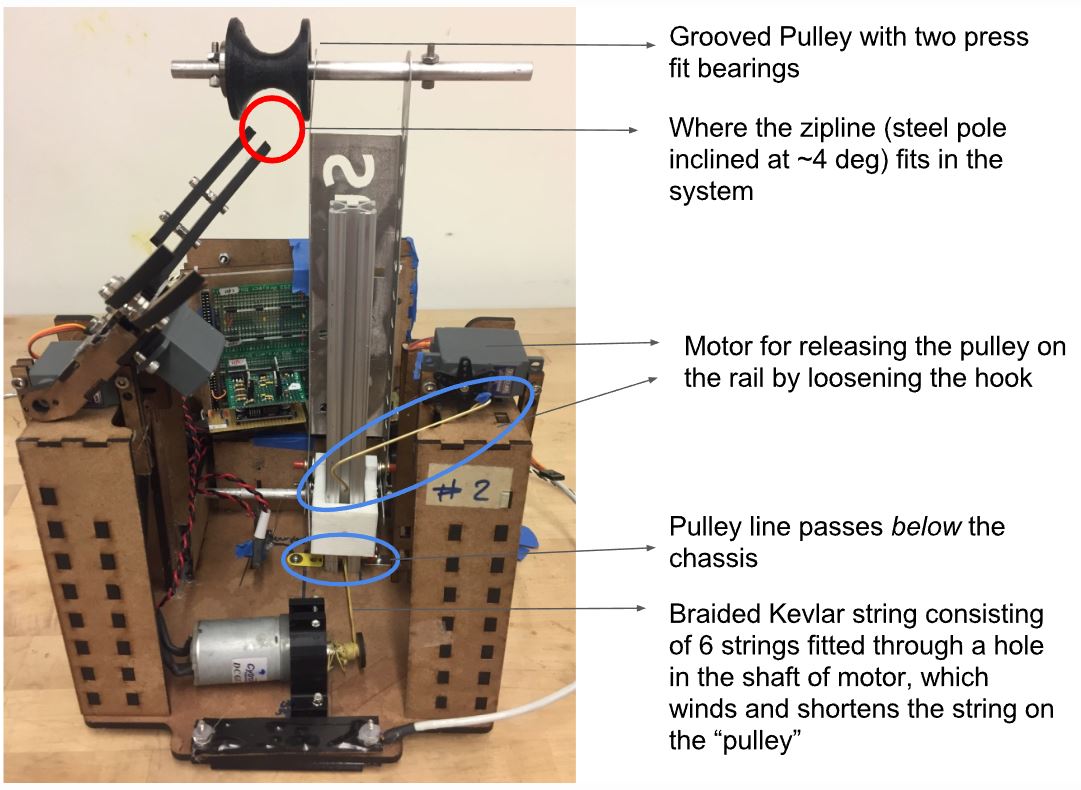 Grooved Pulley with two press
fit bearings
Where the zipline (steel pole
inclined at ~4 deg) fits in the
system
Motor for releasing the pulley on
the rail by loosening the hook
# 2
Pulley line passes below the
chassis
Braided Kevlar string consisting
of 6 strings fitted through a hole
in the shaft of motor, which
winds and shortens the string on
the “pulley”